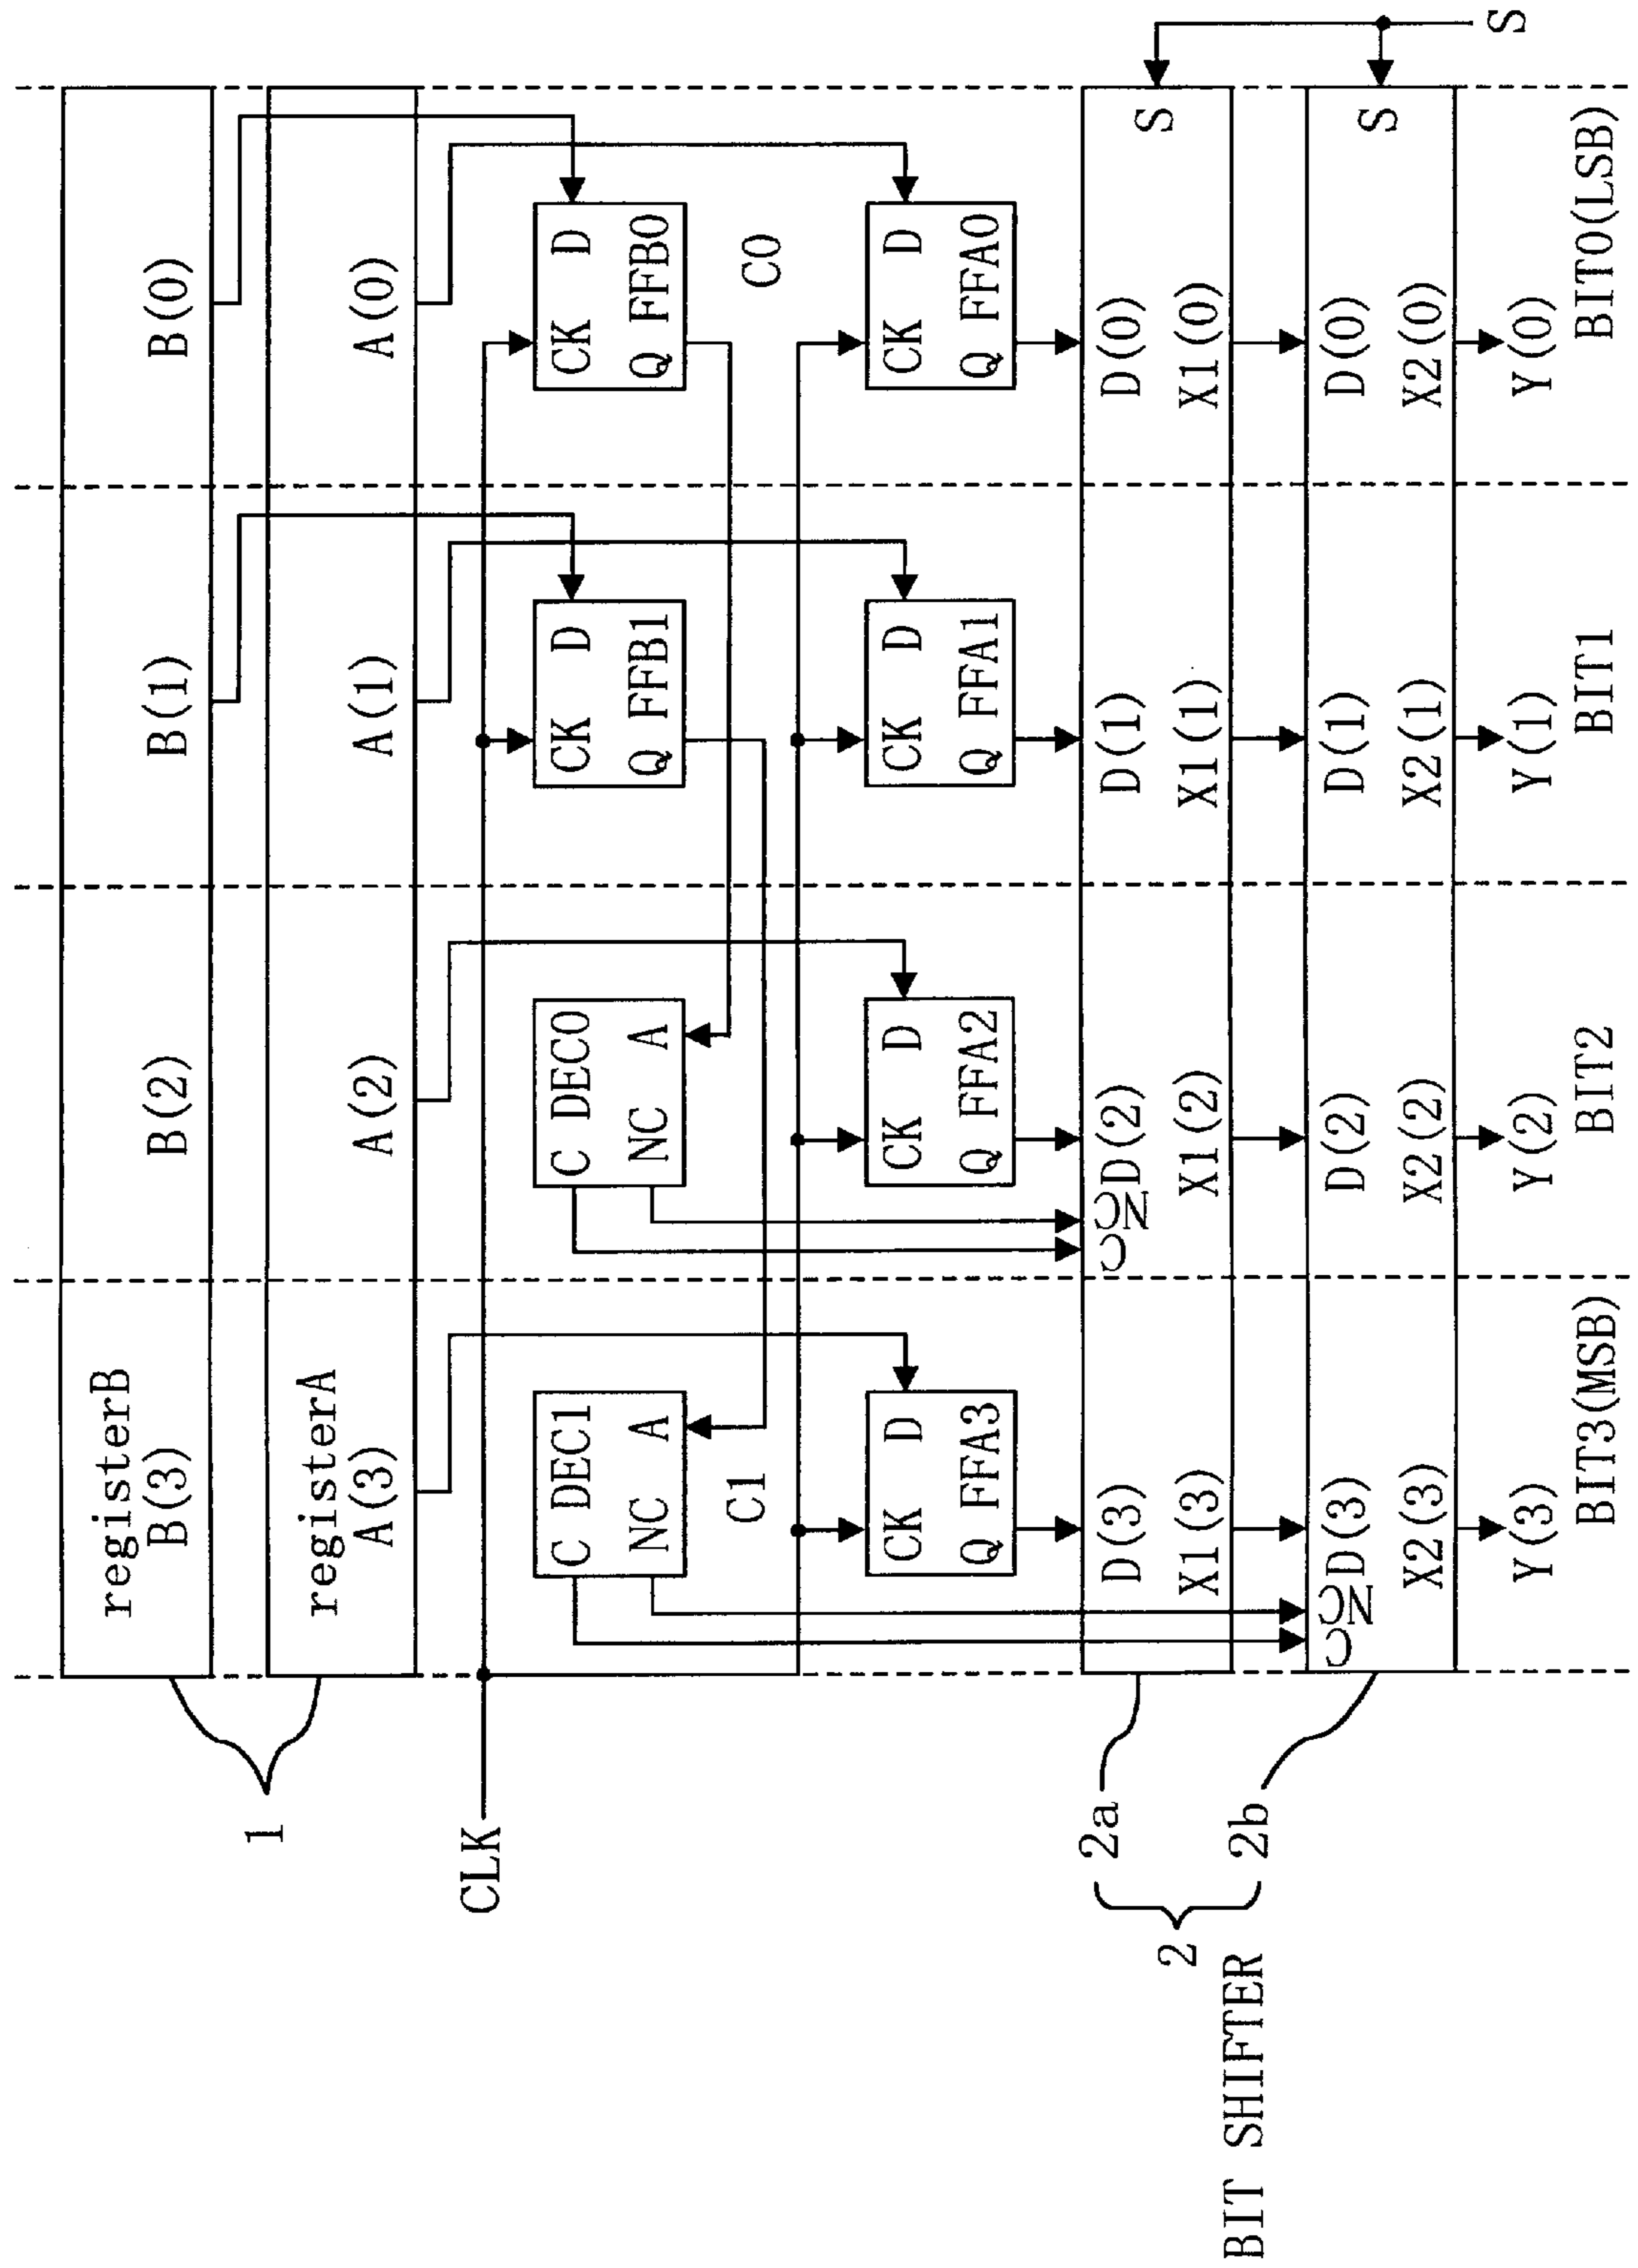 registerB
B(3) B(2) B(1) B(0)
registerA
A(3) A(2) A(1) A(0)
1
CLK
C DEC1
NC A
C DEC0
NC A
CK D
Q FFB1
CK D
Q FFB0
C1
C0
CK D
Q FFA3
CK D
Q FFA2
CK D
Q FFA1
CK D
Q FFA0
C NC
D(3) D(2) D(1) D(0) S
X1(3) X1(2) X1(1) X1(0)
C NC
D(3) D(2) D(1) D(0) S
X2(3) X2(2) X2(1) X2(0)
S
Y(3) Y(2) Y(1) Y(0)
BIT3(MSB) BIT2 BIT1 BIT0(LSB)
2a
2b
2
BIT SHIFTER